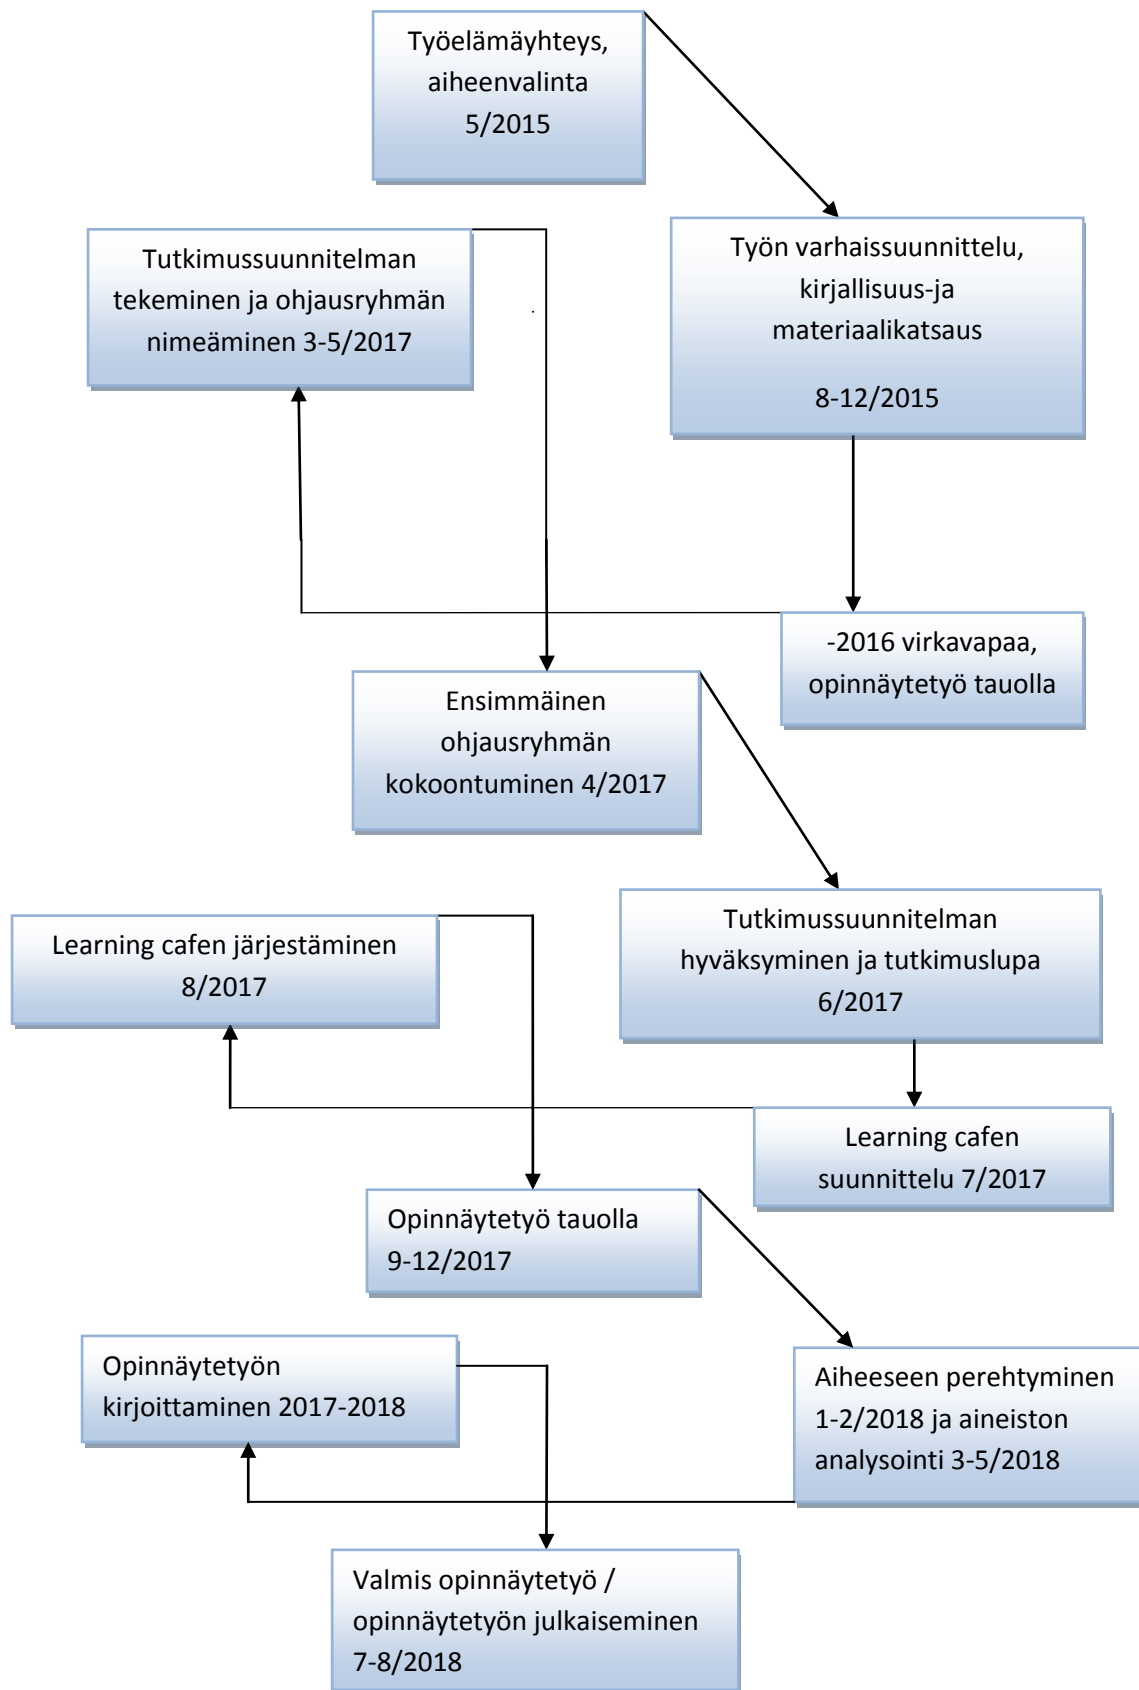 Työelämäyhteys,
aiheenvalinta
5/2015
Työn varhaissuunnittelu,
kirjallisuus-ja
materiaalikatsaus
8-12/2015
-2016 virkavapaa,
opinnäytetyö tauolla
Tutkimussuunnitelman
tekeminen ja ohjausryhmän
nimeäminen 3-5/2017
Ensimmäinen
ohjausryhmän
kokoontuminen 4/2017
Tutkimussuunnitelman
hyväksyminen ja tutkimuslupa
6/2017
Learning cafen
suunnittelu 7/2017
Learning cafen järjestäminen
8/2017
Opinnäytetyö tauolla
9-12/2017
Aiheeseen perehtyminen
1-2/2018 ja aineiston
analysointi 3-5/2018
Opinnäytetyön
kirjoittaminen 2017-2018
Valmis opinnäytetyö /
opinnäytetyön julkaiseminen
7-8/2018